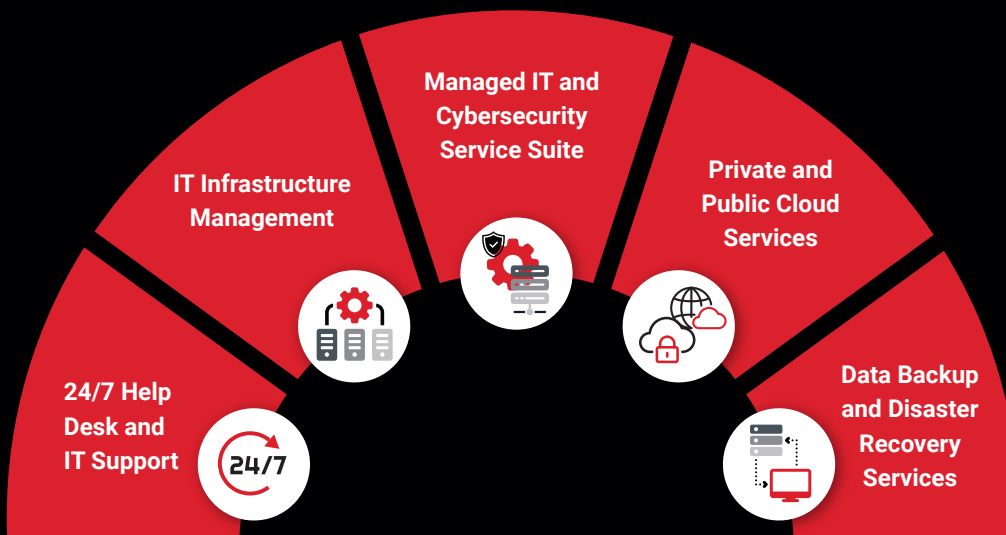 24/7 Help
Desk and
IT Support
24/7
IT Infrastructure
Management
Managed IT and
Cybersecurity
Service Suite
Private and
Public Cloud
Services
Data Backup
and Disaster
Recovery
Services